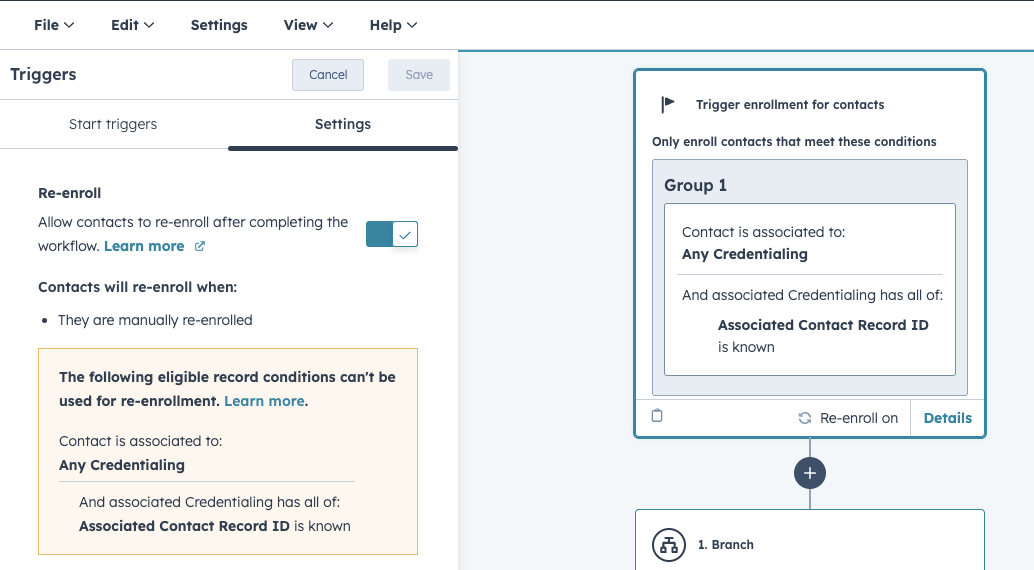 File Edit Settings View Help
Triggers
Cancel Save
Start triggers Settings
Re-enroll
Allow contacts to re-enroll after completing the
workflow. Learn more
Contacts will re-enroll when:
• They are manually re-enrolled
The following eligible record conditions can't be
used for re-enrollment. Learn more.
Contact is associated to:
Any Credentialing
And associated Credentialing has all of:
Associated Contact Record ID is known
Trigger enrollment for contacts
Only enroll contacts that meet these conditions
Group 1
Contact is associated to:
Any Credentialing
And associated Credentialing has all of:
Associated Contact Record ID
is known
Re-enroll on Details
1. Branch